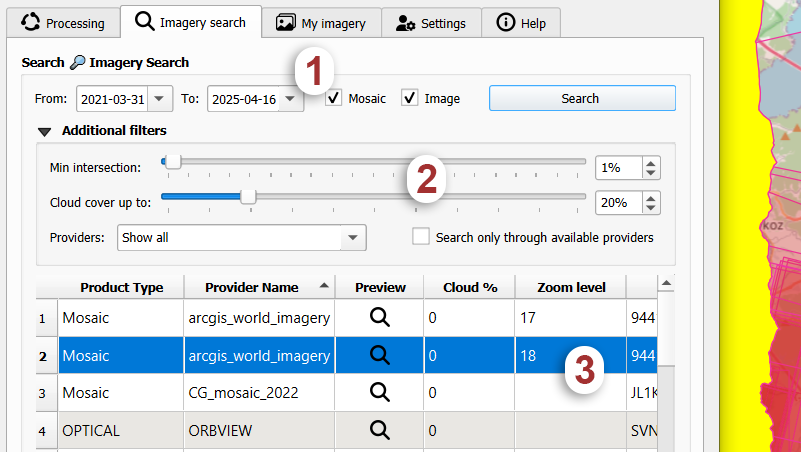 Processing Imagery search My imagery Settings Help
Search Imagery Search
1
From: 2021-03-31 To: 2025-04-16 Mosaic Image Search
Additional filters
Min intersection: 1%
2
Cloud cover up to: 20%
Providers: Show all Search only through available providers
Product Type Provider Name Preview Cloud % Zoom level
1 Mosaic arcgis_world_imagery 0 17 944
2 Mosaic arcgis_world_imagery 0 18 944
3
3 Mosaic CG_mosaic_2022 0 JL1K
4 OPTICAL ORBVIEW 0 SVN
KOZ